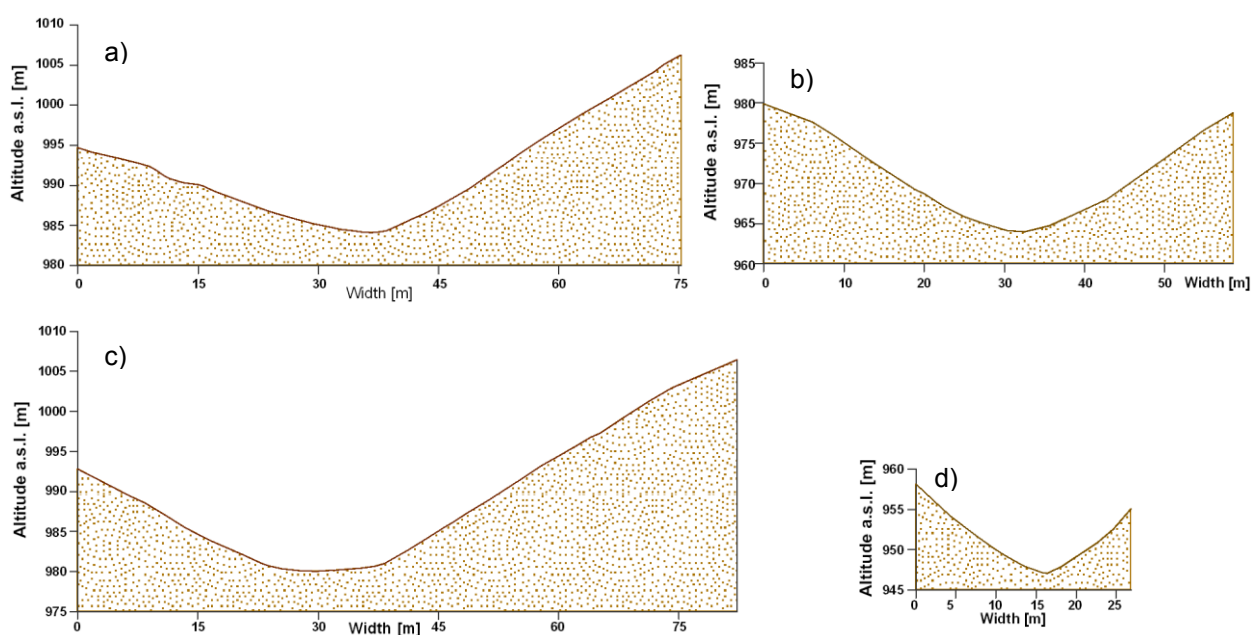 a)
Altitude a.s.l. [m]
1010
1005
1000
995
990
985
980
0 15 30 45 60 75
Width [m]
b)
Altitude a.s.l. [m]
985
980
975
970
965
960
0 10 20 30 40 50 Width [m]
c)
Altitude a.s.l. [m]
1010
1005
1000
995
990
985
980
975
0 15 30 45 60 75
Width [m]
d)
Altitude a.s.l. [m]
960
955
950
945
0 5 10 15 20 25
Width [m]